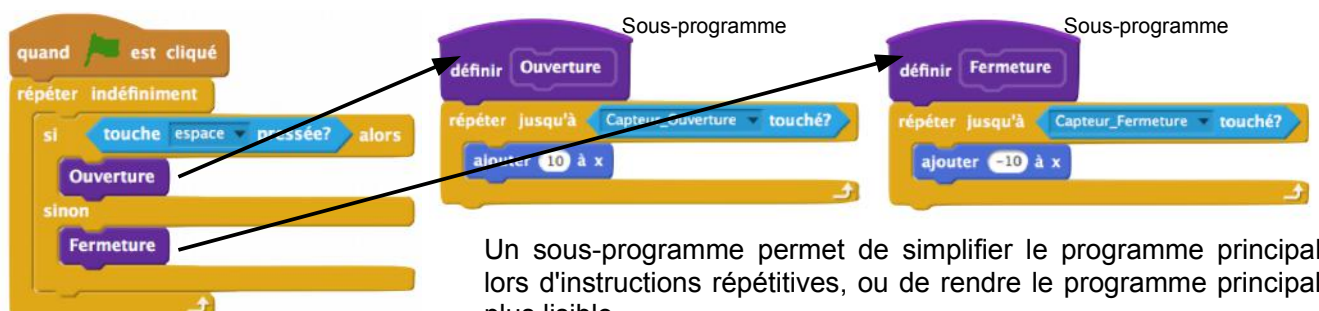 quand est cliqué
répéter indéfiniment
si touche espace pressée? alors
Ouverture
sinon
Fermeture
Sous-programme
définir Ouverture
répéter jusqu'à Capteur_Ouverture touché?
ajouter 10 à x
Sous-programme
définir Fermeture
répéter jusqu'à Capteur_Fermeture touché?
ajouter -10 à x
Un sous-programme permet de simplifier le programme principal
lors d'instructions répétitives, ou de rendre le programme principal
plus lisible